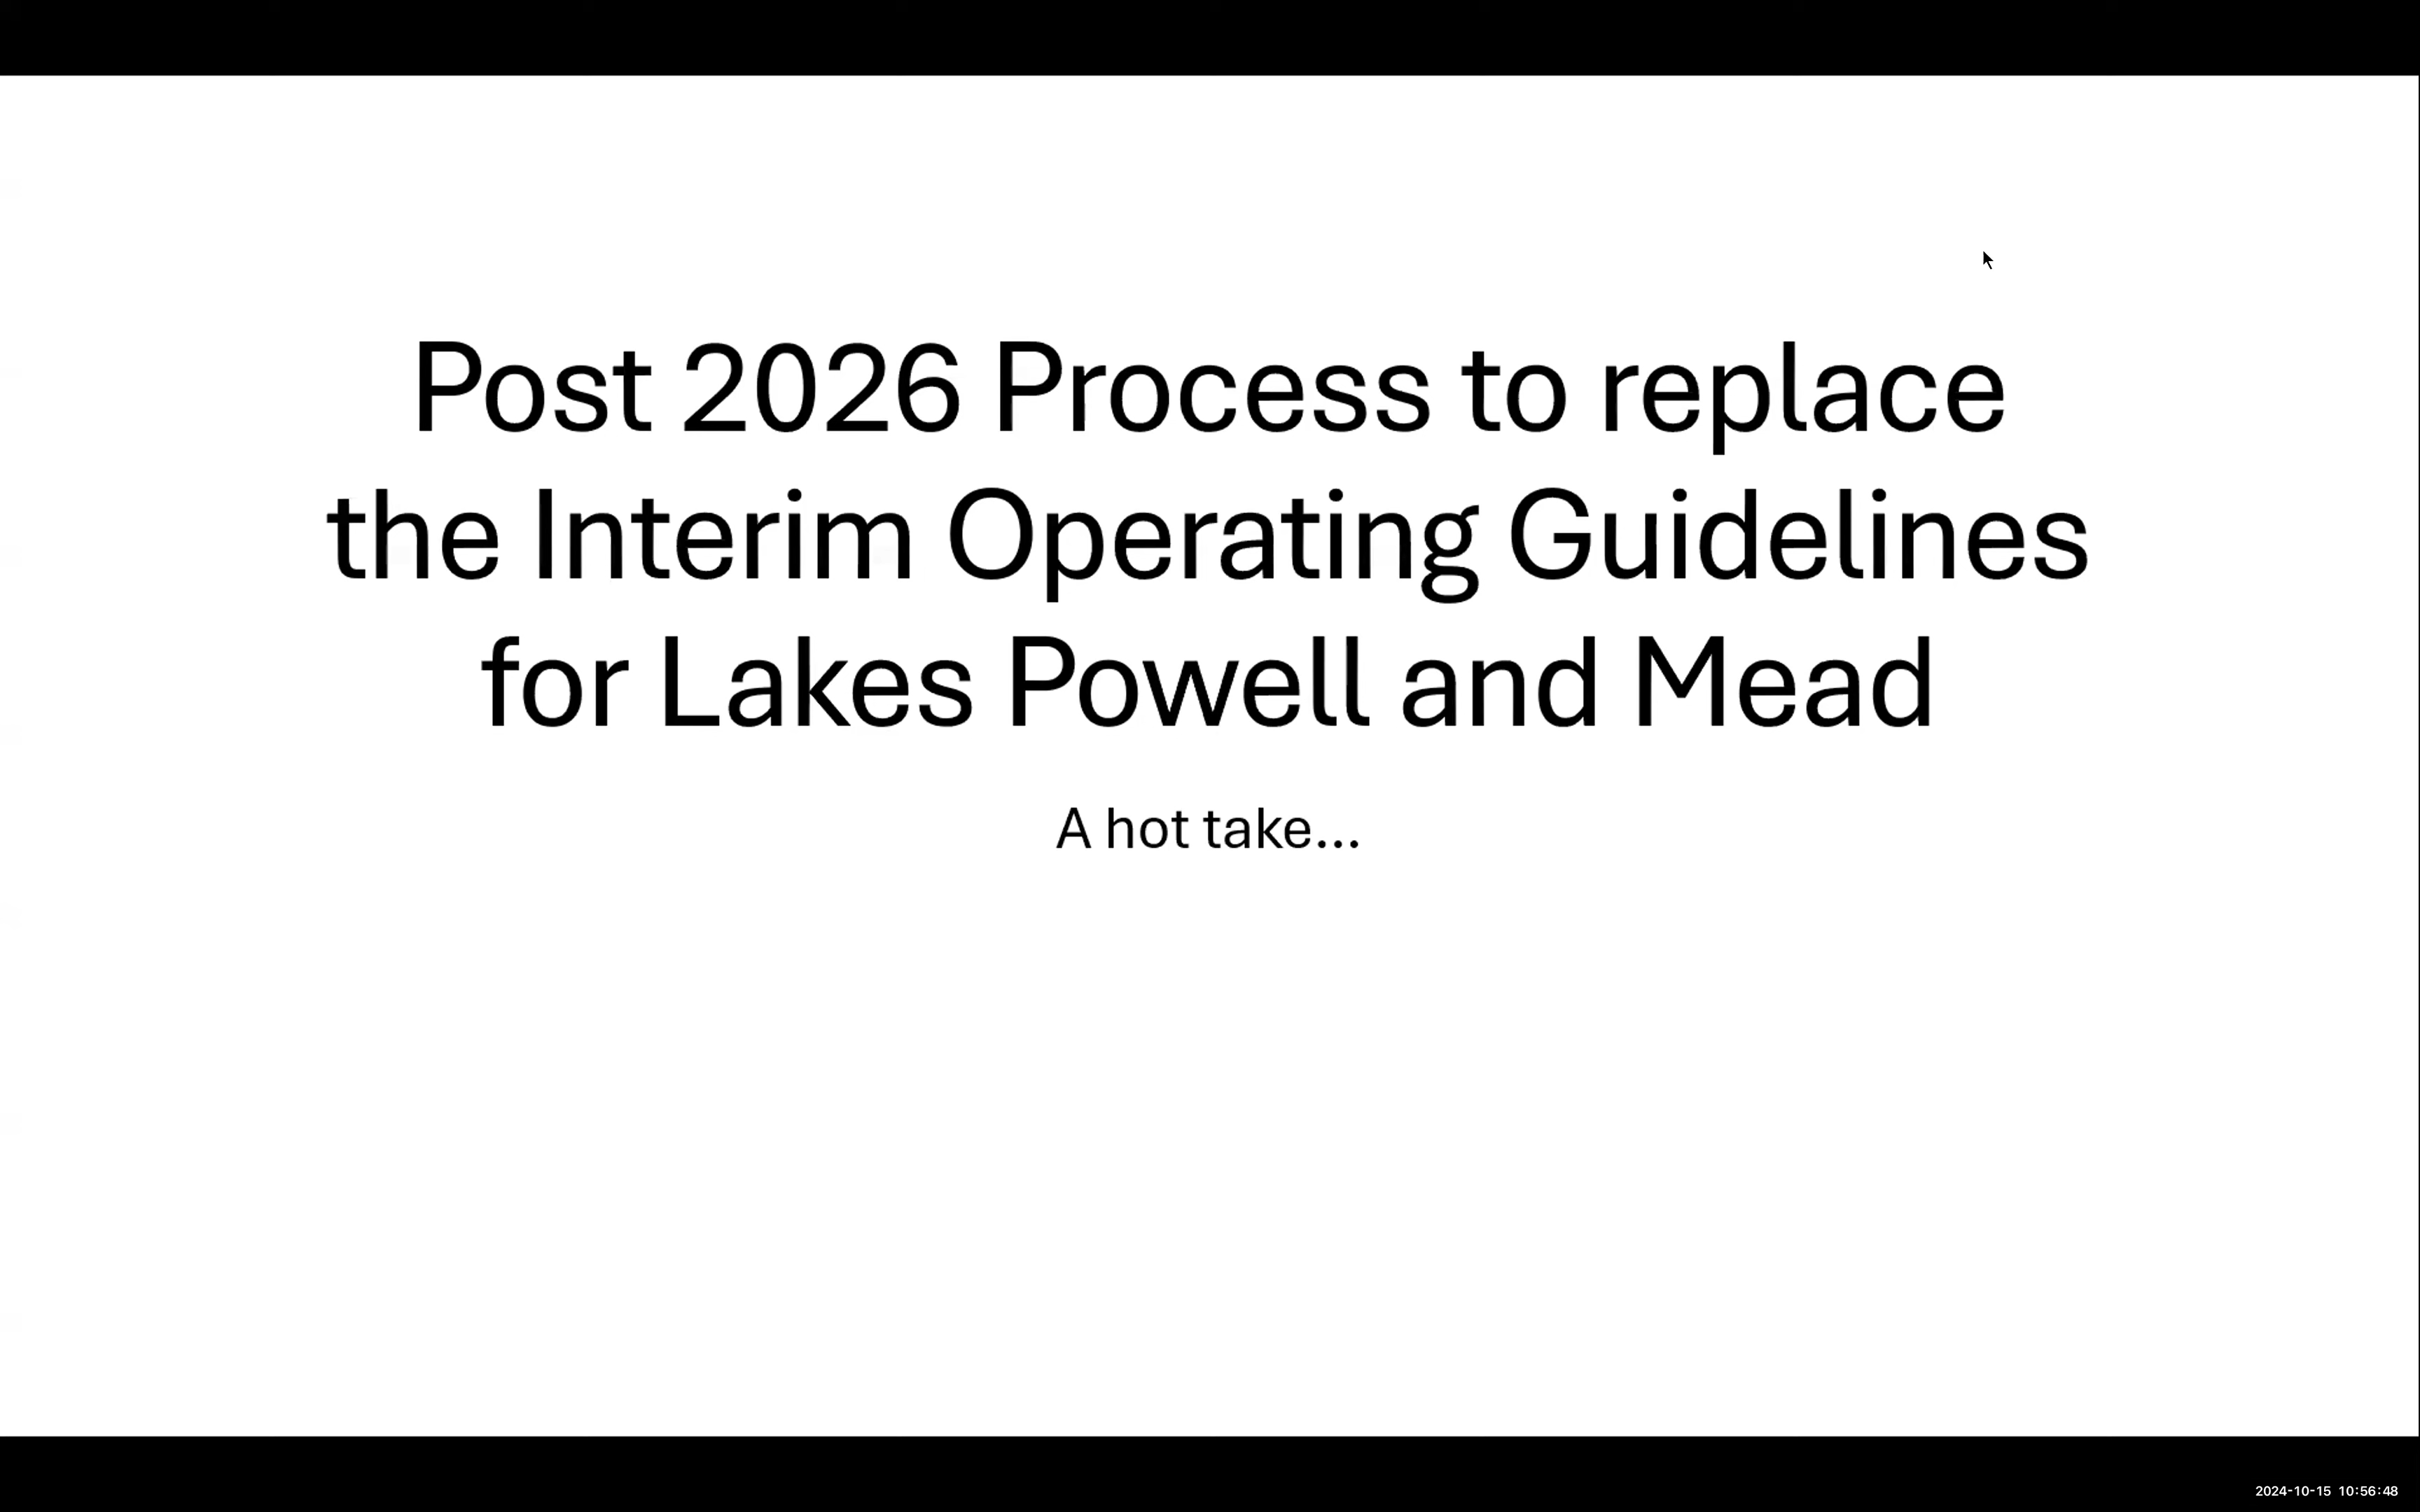 Post 2026 Process to replace
the Interim Operating Guidelines
for Lakes Powell and Mead
A hot take...
2024-10-15 10:56:48